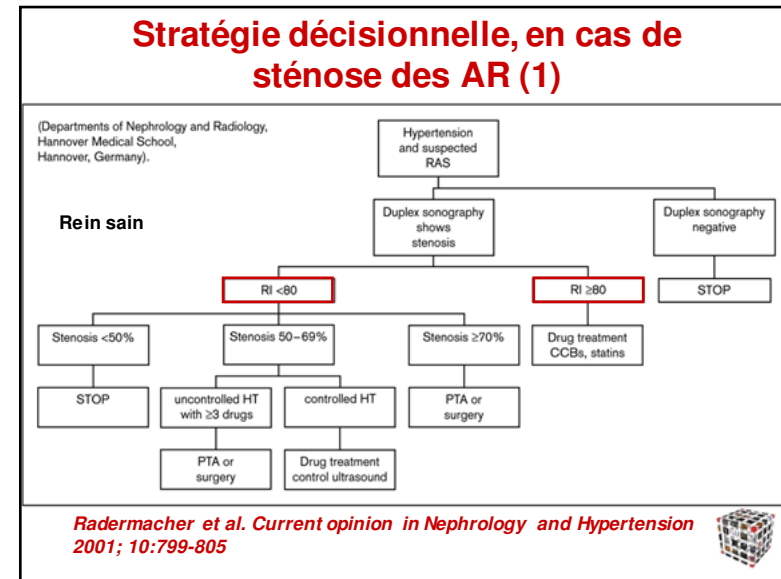 Stratégie décisionnelle, en cas de
sténose des AR (1)
(Departments of Nephrology and Radiology,
Hannover Medical School,
Hannover, Germany).
Hypertension
and suspected
RAS
Rein sain
Duplex sonography
shows
stenosis
Duplex sonography
negative
RI <80
RI ≥80
STOP
Stenosis <50%
Stenosis 50–69%
Stenosis ≥70%
Drug treatment
CCBs, statins
STOP
uncontrolled HT
with ≥3 drugs
controlled HT
PTA or
surgery
PTA or
surgery
Drug treatment
control ultrasound
Radermacher et al. Current opinion in Nephrology and Hypertension
2001; 10:799-805